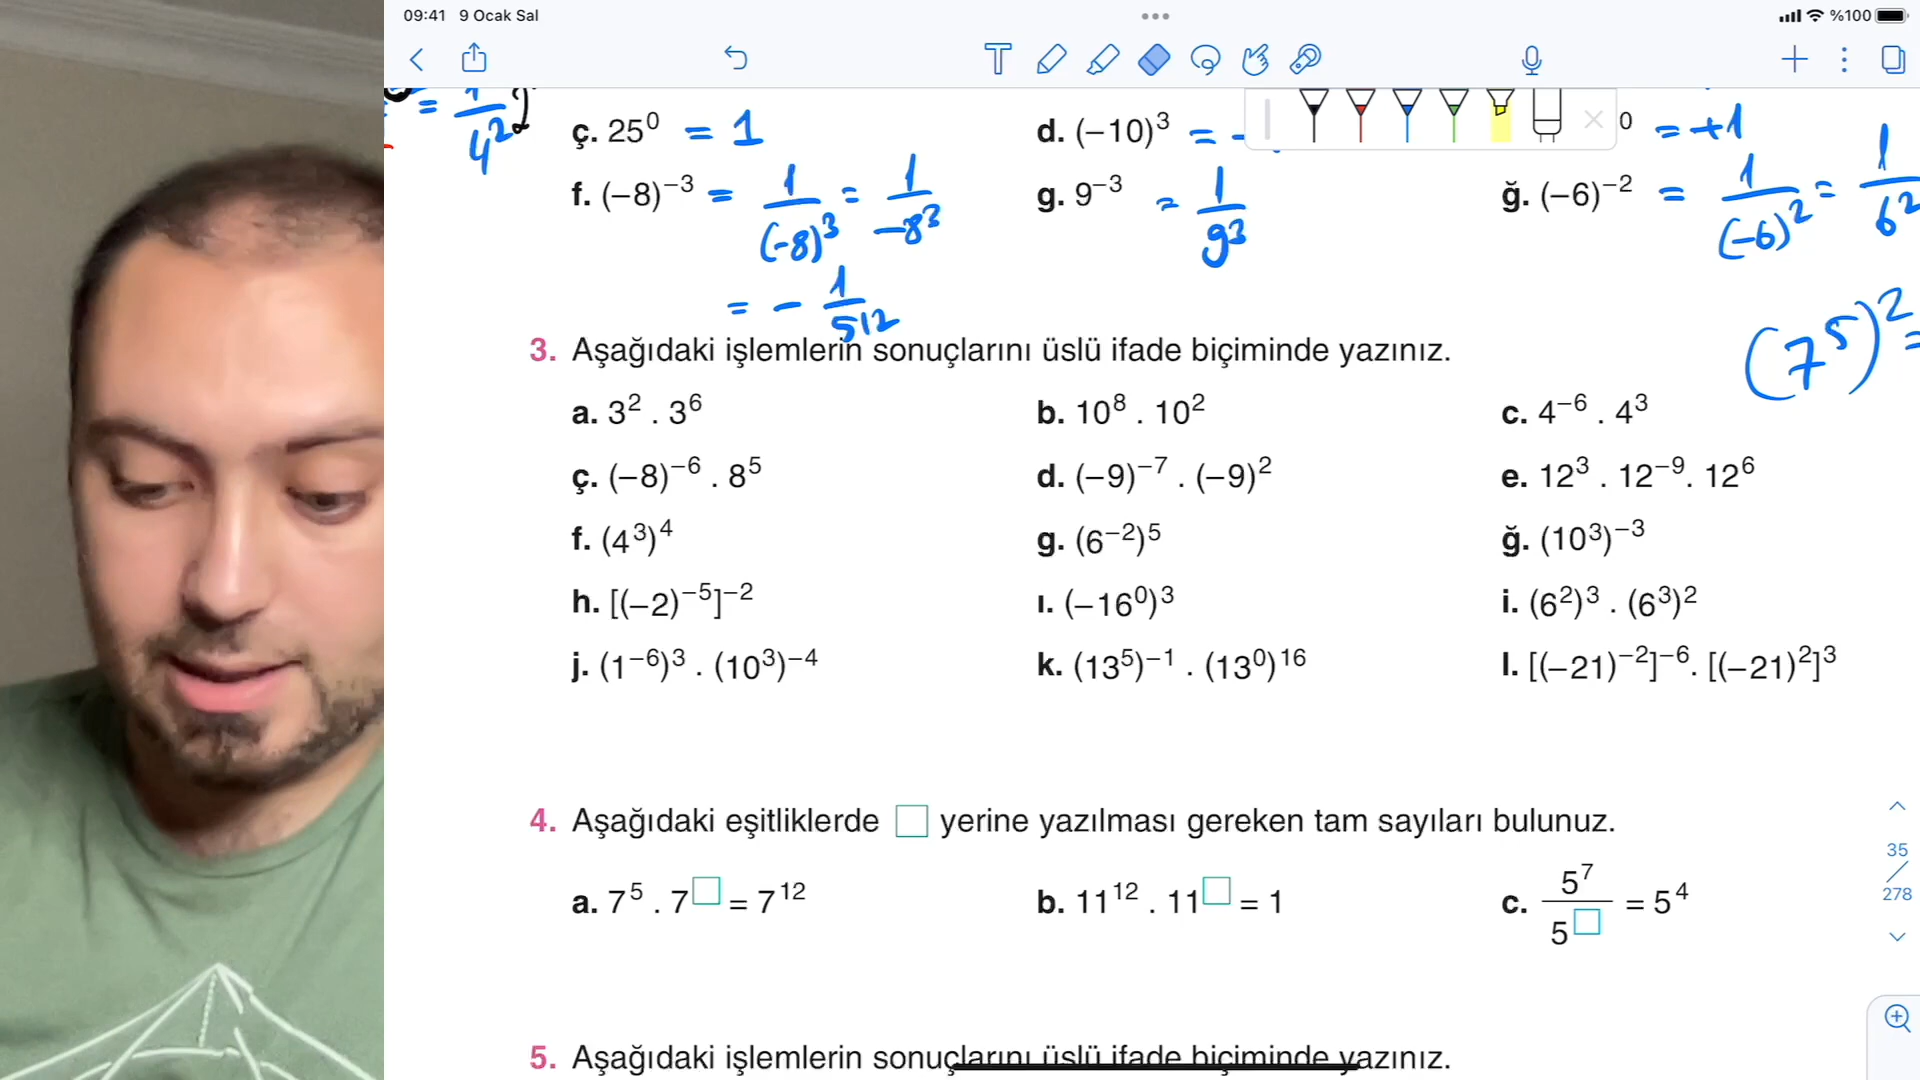 09:41 9 Ocak Sal %100
= 1/4²
ç. 25⁰ = 1 d. (−10)³ = - 0 = +1
f. (−8)⁻³ = 1/(-8)³ = 1/-8³ g. 9⁻³ = 1/9³ ğ. (−6)⁻² = 1/(-6)² = 1/6²
= - 1/512
(7⁵)² =
3. Aşağıdaki işlemlerin sonuçlarını üslü ifade biçiminde yazınız.
a. 3² . 3⁶ b. 10⁸ . 10² c. 4⁻⁶ . 4³
ç. (−8)⁻⁶ . 8⁵ d. (−9)⁻⁷ . (−9)² e. 12³ . 12⁻⁹. 12⁶
f. (4³)⁴ g. (6⁻²)⁵ ğ. (10³)⁻³
h. [(−2)⁻⁵]⁻² ı. (−16⁰)³ i. (6²)³ . (6³)²
j. (1⁻⁶)³ . (10³)⁻⁴ k. (13⁵)⁻¹ . (13⁰)¹⁶ l. [(−21)⁻²]⁻⁶. [(−21)²]³
4. Aşağıdaki eşitliklerde □ yerine yazılması gereken tam sayıları bulunuz.
a. 7⁵ . 7^□ = 7¹² b. 11¹² . 11^□ = 1 c. 5⁷/5^□ = 5⁴
35/278
5. Aşağıdaki işlemlerin sonuçlarını üslü ifade biçiminde yazınız.